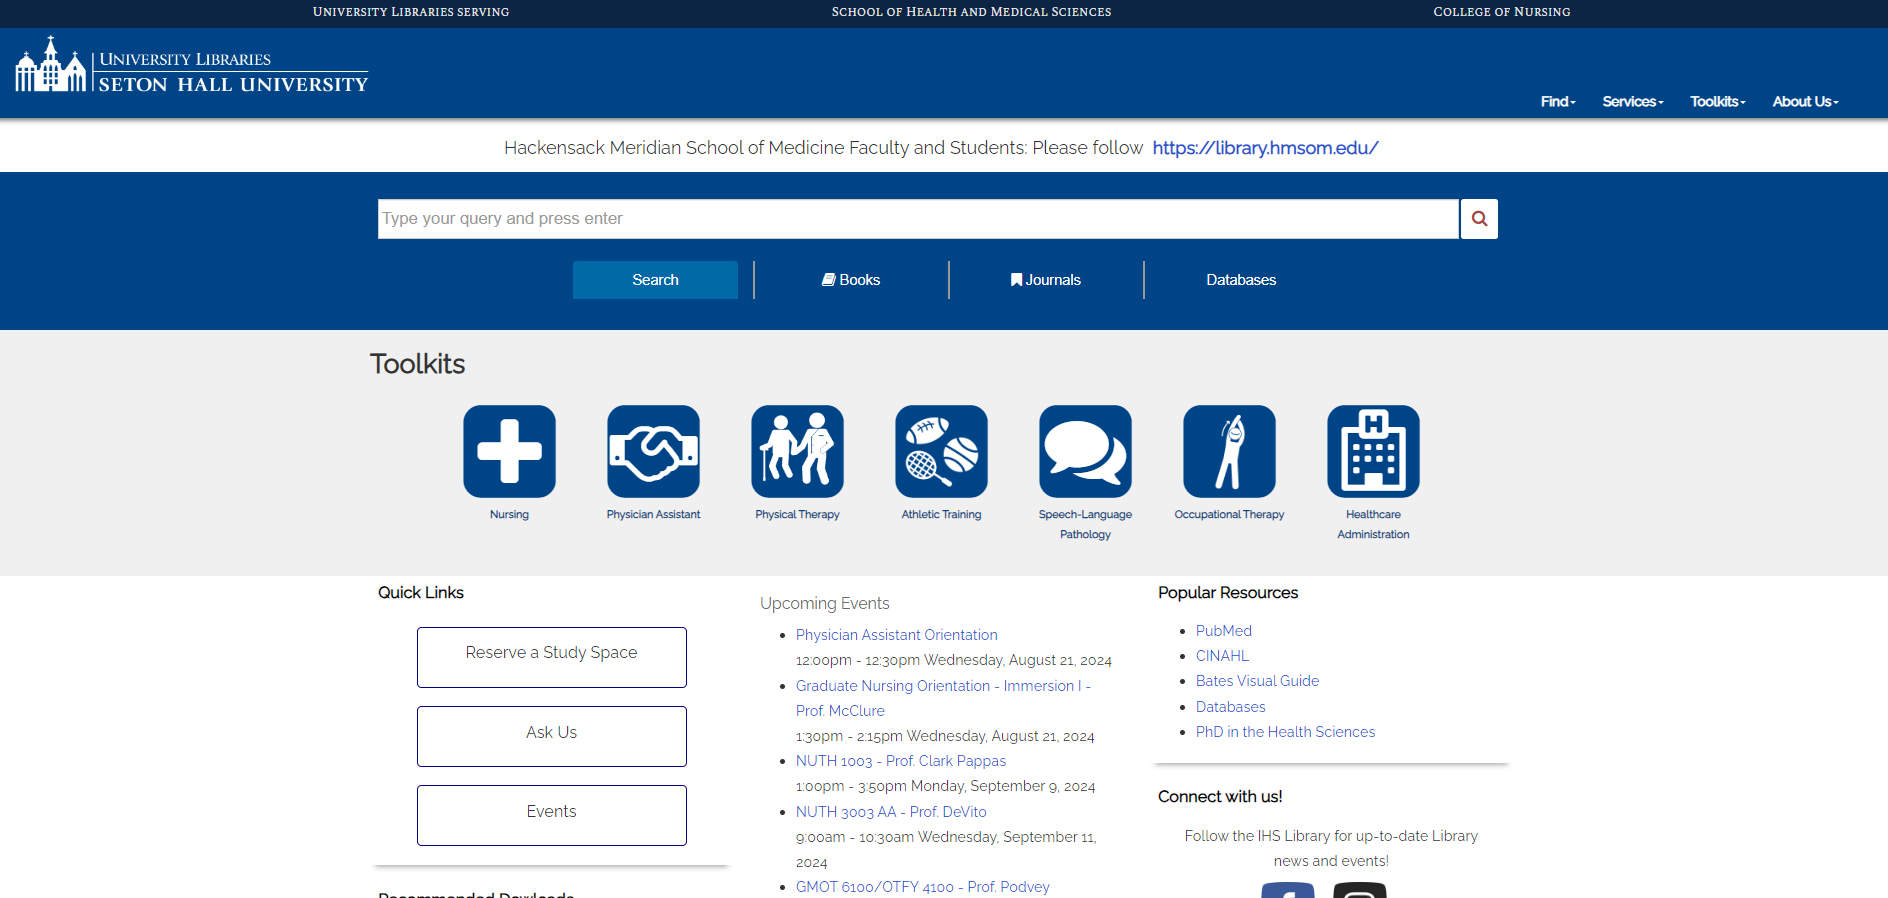 UNIVERSITY LIBRARIES SERVING
SCHOOL OF HEALTH AND MEDICAL SCIENCES
COLLEGE OF NURSING
UNIVERSITY LIBRARIES
SETON HALL UNIVERSITY
Find
Services
Toolkits
About Us
Hackensack Meridian School of Medicine Faculty and Students: Please follow https://library.hmsom.edu/
Type your query and press enter
Search
Books
Journals
Databases
Toolkits
H
Nursing
Physician Assistant
Physical Therapy
Athletic Training
Speech-Language
Pathology
Occupational Therapy
Healthcare
Administration
Quick Links
Reserve a Study Space
Ask Us
Events
Upcoming Events
Physician Assistant Orientation
12:00pm - 12:30pm Wednesday, August 21, 2024
Graduate Nursing Orientation - Immersion I -
Prof. McClure
1:30pm - 2:15pm Wednesday, August 21, 2024
NUTH 1003 - Prof. Clark Pappas
1:00pm - 3:50pm Monday, September 9, 2024
NUTH 3003 AA - Prof. DeVito
9:00am - 10:30am Wednesday, September 11,
2024
GMOT 6100/OTFY 4100 - Prof. Podvey
Popular Resources
PubMed
CINAHL
Bates Visual Guide
Databases
PhD in the Health Sciences
Connect with us!
Follow the IHS Library for up-to-date Library
news and events!